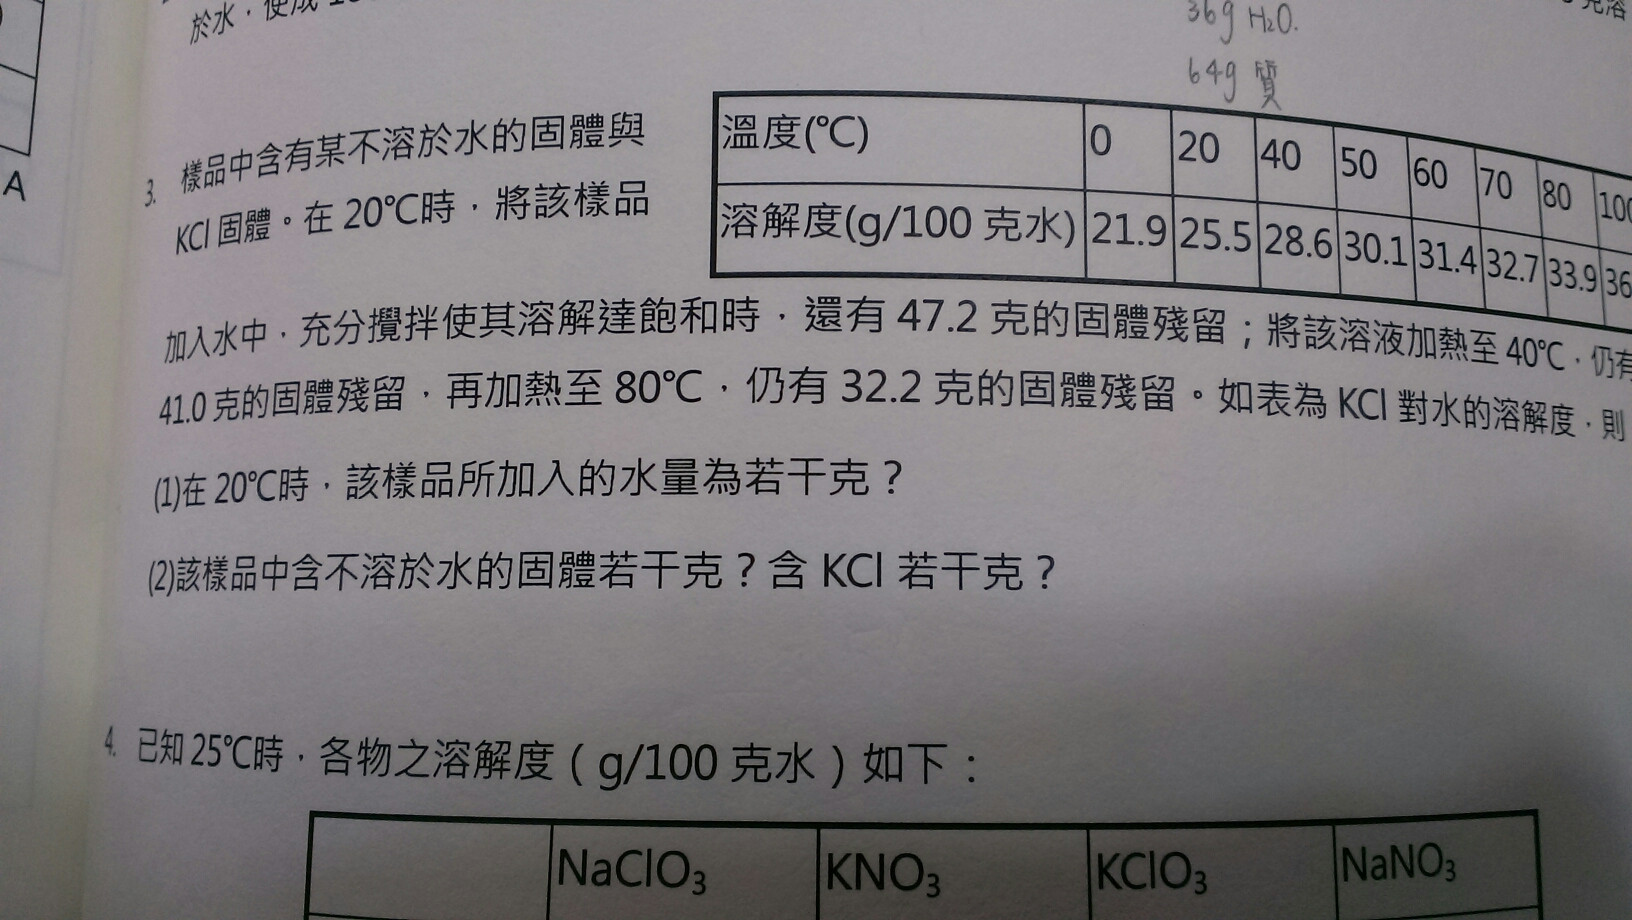 於水，使成
36g H₂O.
64g 質
A
3. 樣品中含有某不溶於水的固體與
KCl 固體。在 20℃時，將該樣品
溫度(℃) 0 20 40 50 60 70 80 100
溶解度(g/100 克水) 21.9 25.5 28.6 30.1 31.4 32.7 33.9 36
加入水中，充分攪拌使其溶解達飽和時，還有 47.2 克的固體殘留；將該溶液加熱至 40℃，仍有
41.0 克的固體殘留，再加熱至 80℃，仍有 32.2 克的固體殘留。如表為 KCl 對水的溶解度，則
(1)在 20℃時，該樣品所加入的水量為若干克？
(2)該樣品中含不溶於水的固體若干克？含 KCl 若干克？
4. 已知 25℃時，各物之溶解度（g/100 克水）如下：
NaClO₃ KNO₃ KClO₃ NaNO₃